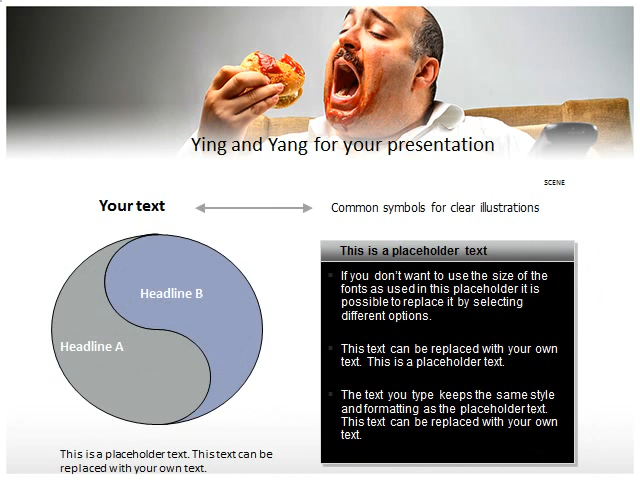 Ying and Yang for your presentation
SCENE
Your text
Common symbols for clear illustrations
Headline B
Headline A
This is a placeholder text. This text can be
replaced with your own text.
This is a placeholder text
If you don't want to use the size of the
fonts as used in this placeholder it is
possible to replace it by selecting
different options.
This text can be replaced with your own
text. This is a placeholder text.
The text you type keeps the same style
and formatting as the placeholder text.
This text can be replaced with your own
text.